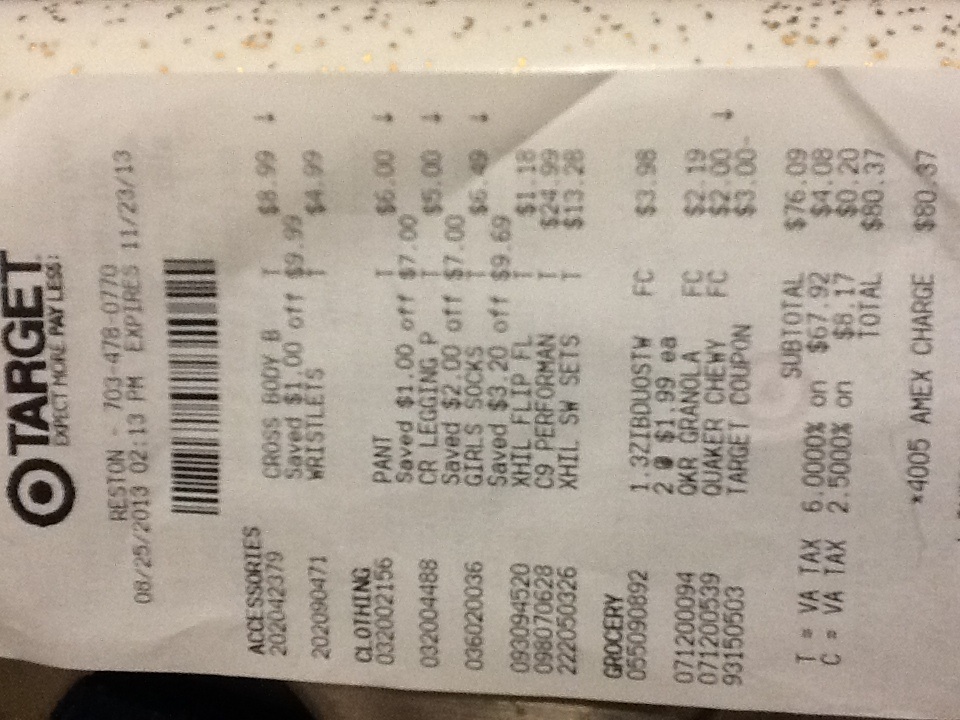 TARGET
EXPECT MORE. PAY LESS.
RESTON - 703-478-0770
08/25/2013 02:13 PM EXPIRES 11/23/13
ACCESSORIES
202042379 CROSS BODY B T $8.99 ↓
Saved $1.00 off $9.99
202090471 WRISTLETS T $4.99
CLOTHING
032002156 PANT T $6.00 ↓
Saved $1.00 off $7.00
032004488 CR LEGGING P T $5.00 ↓
Saved $2.00 off $7.00
036020036 GIRLS SOCKS T $6.49 ↓
Saved $3.20 off $9.69
093094520 XHIL FLIP FL T $1.18
098070628 C9 PERFORMAN T $24.99
222050326 XHIL SW SETS T $13.28
GROCERY
055090892 1.3ZIBOUOSTW FC $3.98
2 @ $1.99 ea
071200094 QKR GRANOLA FC $2.19
071200539 QUAKER CHEWY FC $2.00 ↓
93150503 TARGET COUPON $3.00-
SUBTOTAL $76.09
T = VA TAX 6.0000% on $67.92 $4.08
C = VA TAX 2.5000% on $8.17 $0.20
TOTAL $80.37
*4005 AMEX CHARGE $80.37